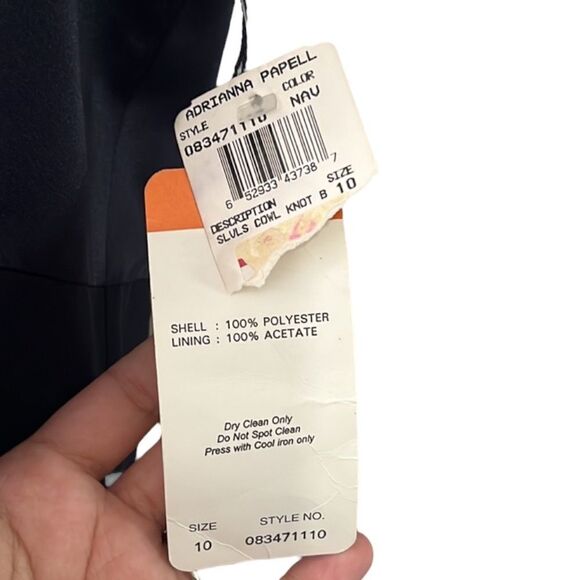 ADRIANNA PAPELL
STYLE COLOR
083471110 NAV
6 52933 43738 7
DESCRIPTION SIZE
SLVLS COWL KNOT B 10
SHELL : 100% POLYESTER
LINING : 100% ACETATE
Dry Clean Only
Do Not Spot Clean
Press with Cool iron only
SIZE STYLE NO.
10 083471110